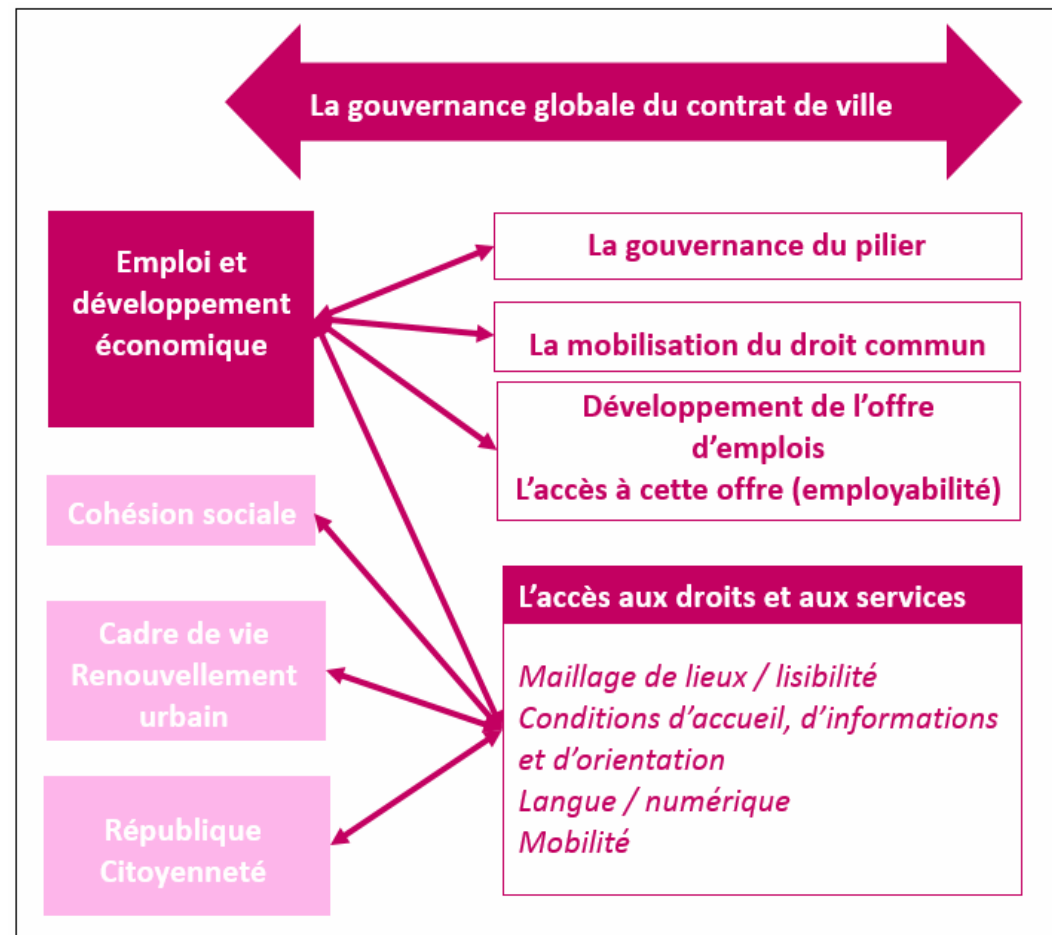 La gouvernance globale du contrat de ville
Emploi et
développement
économique
La gouvernance du pilier
La mobilisation du droit commun
Développement de l’offre
d’emplois
L’accès à cette offre (employabilité)
Cohésion sociale
Cadre de vie
Renouvellement
urbain
République
Citoyenneté
L’accès aux droits et aux services
Maillage de lieux / lisibilité
Conditions d’accueil, d’informations
et d’orientation
Langue / numérique
Mobilité